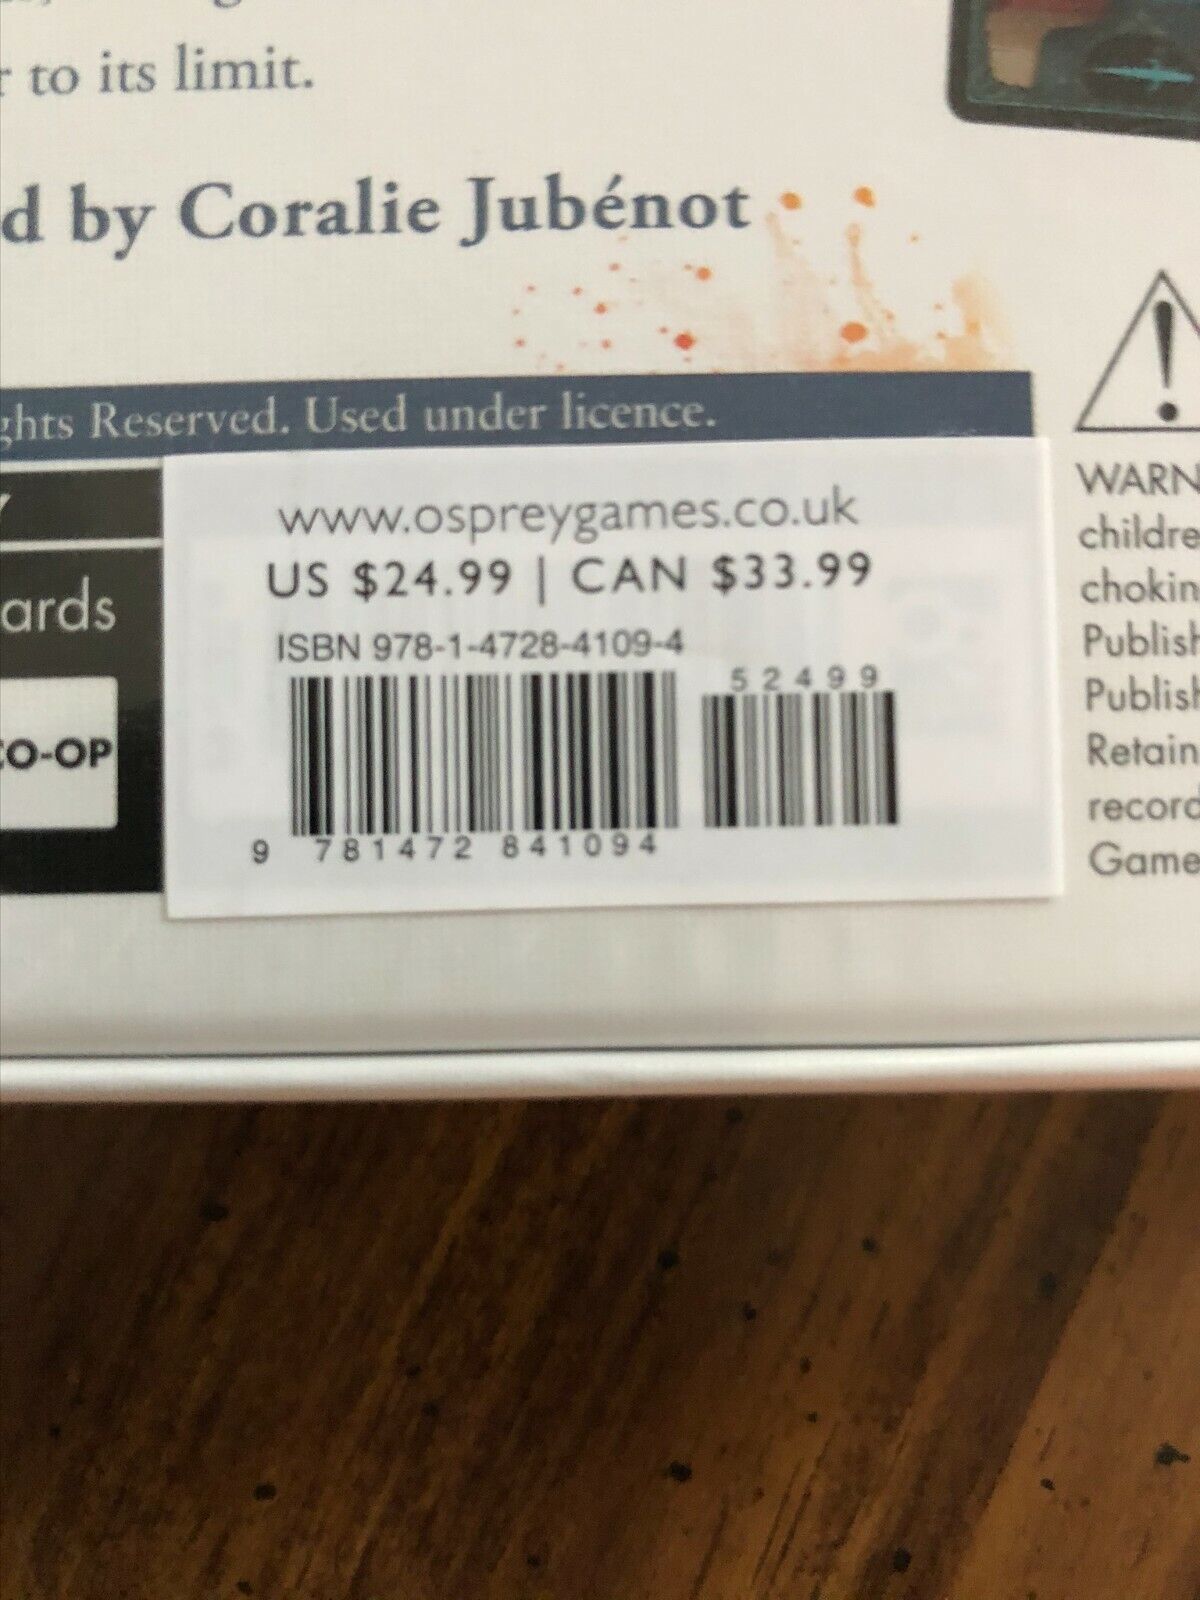 to its limit.
by Coralie Jubénot
Reserved. Used under licence.
www.ospreygames.co.uk
US $24.99 | CAN $33.99
ISBN 978-1-4728-4109-4
52499
9 781472 841094
ards
CO-OP
WARN
childre
chokin
Publish
Publish
Retain
record
Game